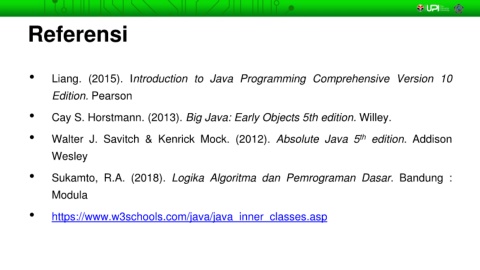 UPI
Referensi
• Liang. (2015). Introduction to Java Programming Comprehensive Version 10
Edition. Pearson
• Cay S. Horstmann. (2013). Big Java: Early Objects 5th edition. Willey.
• Walter J. Savitch & Kenrick Mock. (2012). Absolute Java 5th edition. Addison
Wesley
• Sukamto, R.A. (2018). Logika Algoritma dan Pemrograman Dasar. Bandung :
Modula
• https://www.w3schools.com/java/java_inner_classes.asp